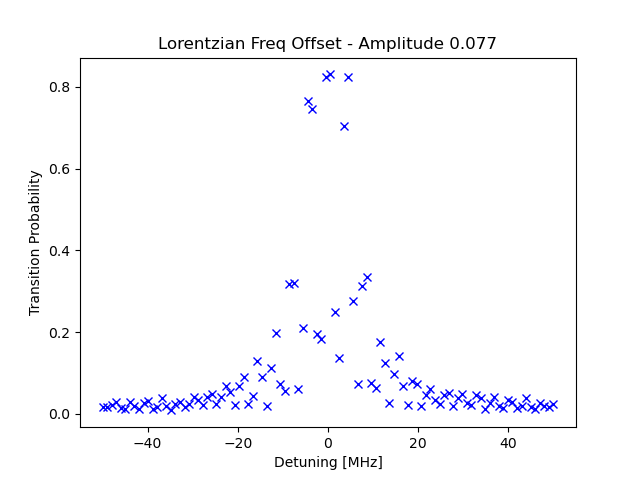 Lorentzian Freq Offset - Amplitude 0.077
0.8
0.6
0.4
0.2
0.0
Transition Probability
−40 −20 0 20 40
Detuning [MHz]